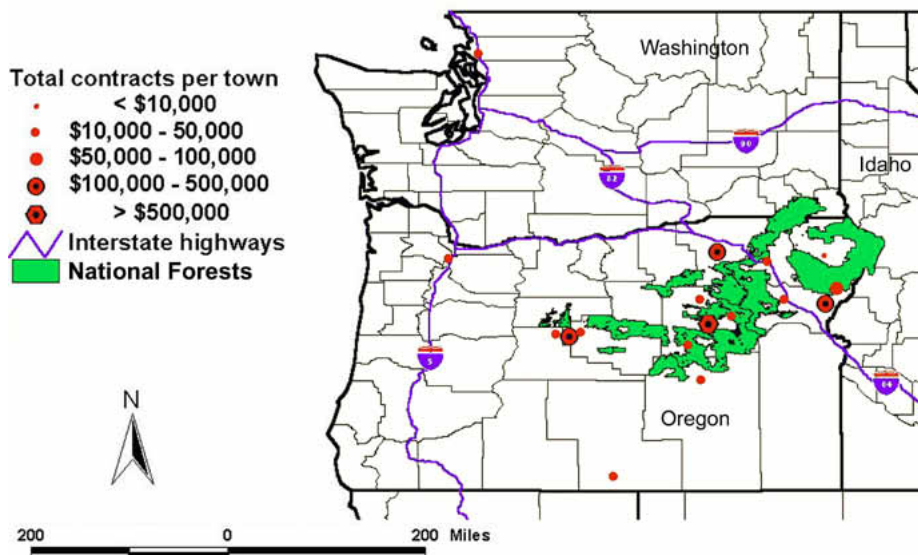 Washington
Total contracts per town
< $10,000
$10,000 - 50,000
$50,000 - 100,000
$100,000 - 500,000
> $500,000
Interstate highways
National Forests
90
Idaho
82
5
84
N
Oregon
200 0 200 Miles